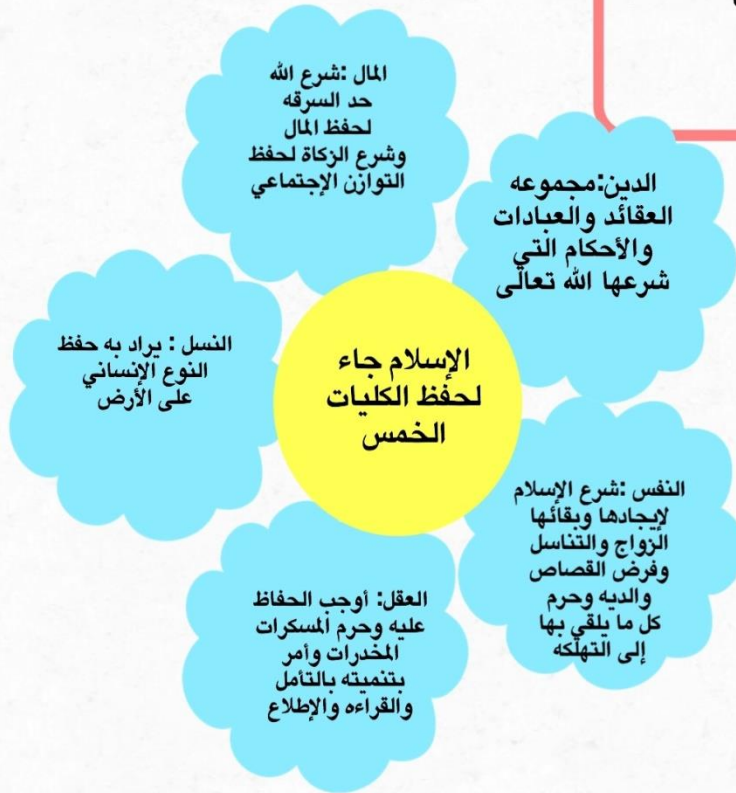 الإسلام جاء
لحفظ الكليات
الخمس
الدين:مجموعه
العقائد والعبادات
والأحكام التي
شرعها الله تعالى
النفس :شرع الإسلام
لإيجادها وبقائها
الزواج والتناسل
وفرض القصاص
والديه وحرم
كل ما يلقي بها
إلى التهلكه
العقل: أوجب الحفاظ
عليه وحرم المسكرات
المخدرات وأمر
بتنميته بالتأمل
والقراءه والإطلاع
النسل : يراد به حفظ
النوع الإنساني
على الأرض
المال :شرع الله
حد السرقه
لحفظ المال
وشرع الزكاة لحفظ
التوازن الإجتماعي